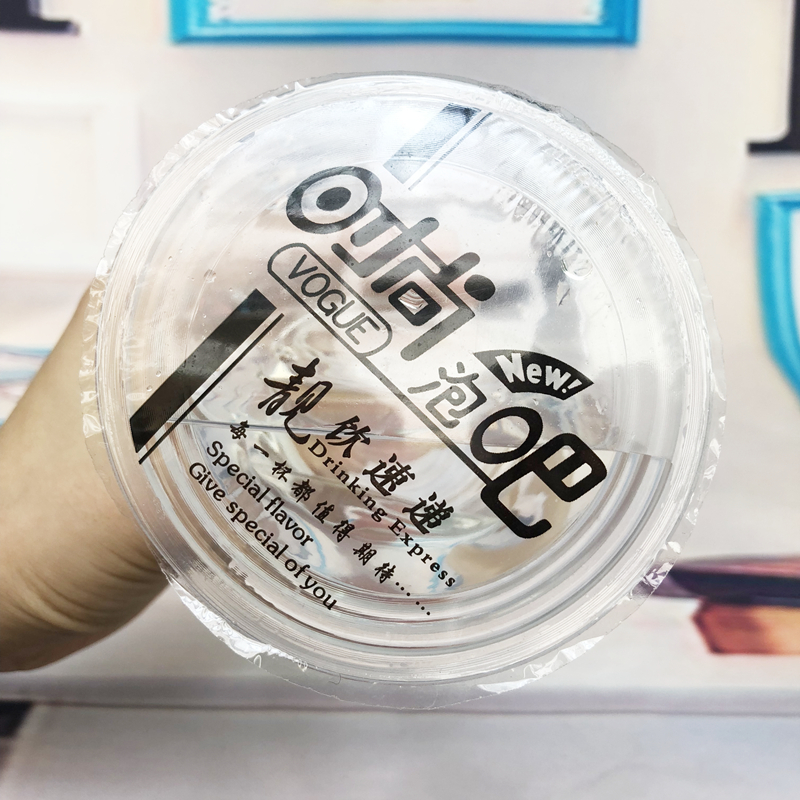 时尚
VOGUE
泡吧
New!
靓饮速递
Drinking Express
每一杯都值得期待……
Special flavor
Give special of you